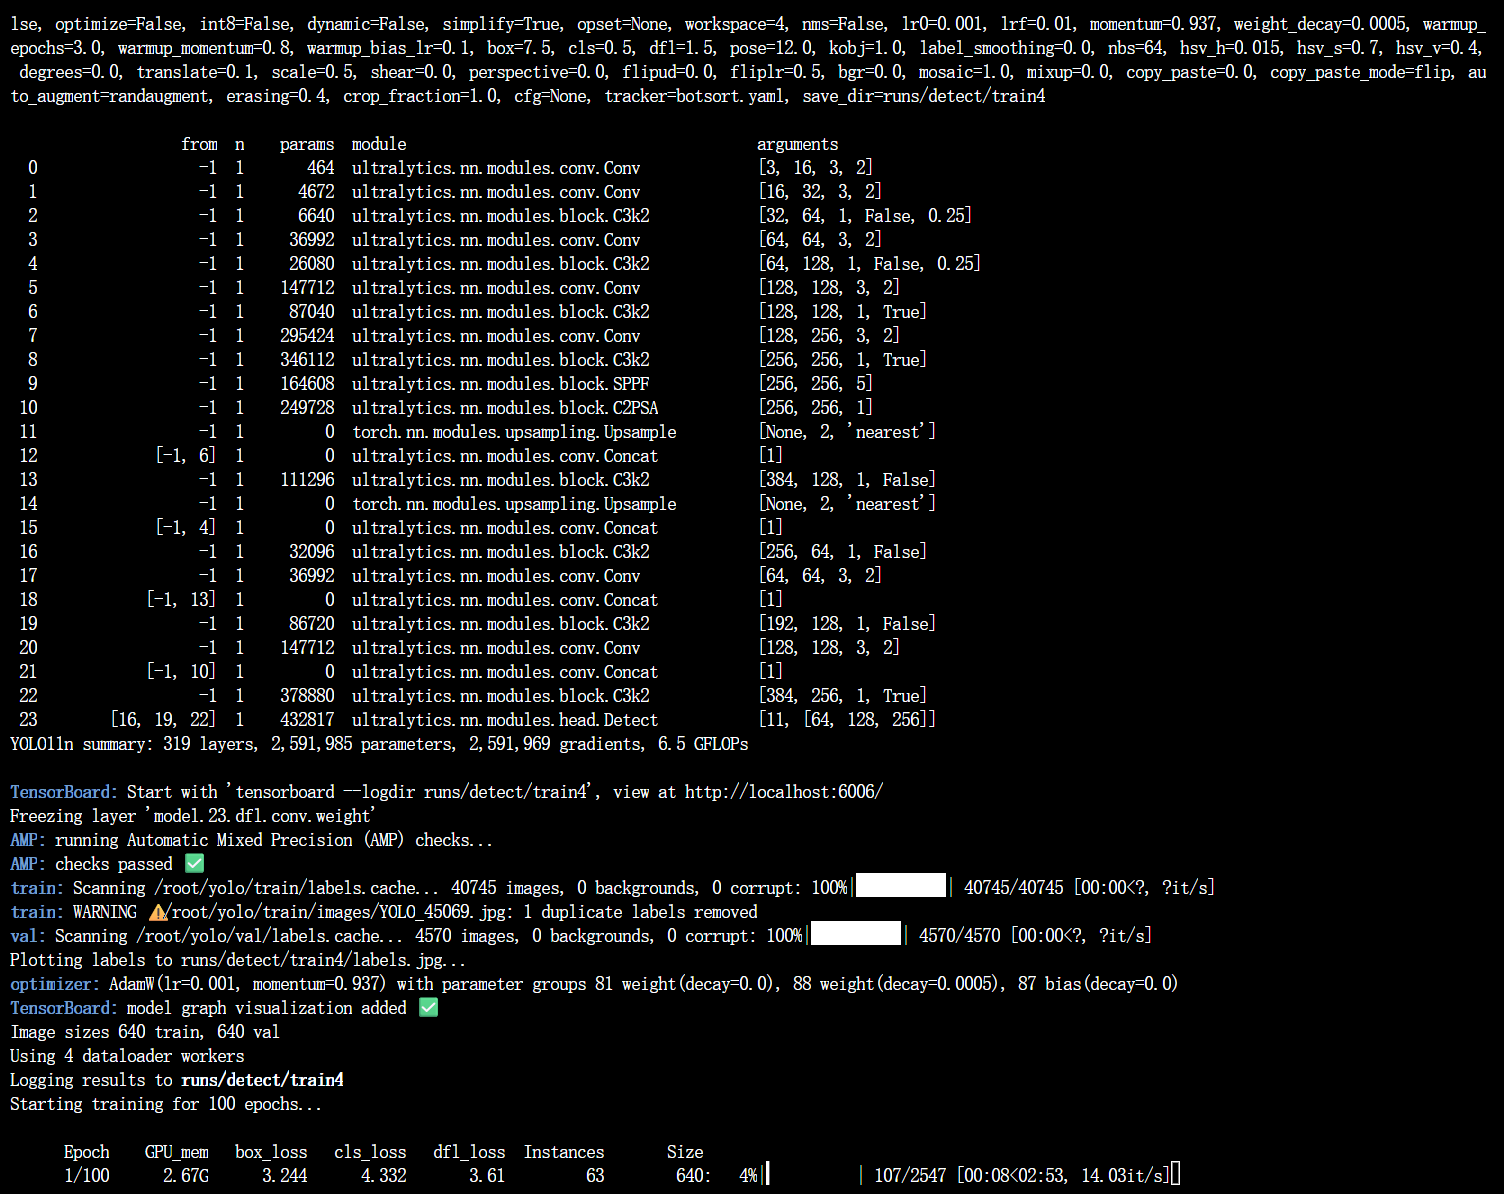 lse, optimize=False, int8=False, dynamic=False, simplify=True, opset=None, workspace=4, nms=False, lr0=0.001, lrf=0.01, momentum=0.937, weight_decay=0.0005, warmup_
epochs=3.0, warmup_momentum=0.8, warmup_bias_lr=0.1, box=7.5, cls=0.5, dfl=1.5, pose=12.0, kobj=1.0, label_smoothing=0.0, nbs=64, hsv_h=0.015, hsv_s=0.7, hsv_v=0.4,
degrees=0.0, translate=0.1, scale=0.5, shear=0.0, perspective=0.0, flipud=0.0, fliplr=0.5, bgr=0.0, mosaic=1.0, mixup=0.0, copy_paste=0.0, copy_paste_mode=flip, au
to_augment=randaugment, erasing=0.4, crop_fraction=1.0, cfg=None, tracker=botsort.yaml, save_dir=runs/detect/train4
from n params module arguments
0 -1 1 464 ultralytics.nn.modules.conv.Conv [3, 16, 3, 2]
1 -1 1 4672 ultralytics.nn.modules.conv.Conv [16, 32, 3, 2]
2 -1 1 6640 ultralytics.nn.modules.block.C3k2 [32, 64, 1, False, 0.25]
3 -1 1 36992 ultralytics.nn.modules.conv.Conv [64, 64, 3, 2]
4 -1 1 26080 ultralytics.nn.modules.block.C3k2 [64, 128, 1, False, 0.25]
5 -1 1 147712 ultralytics.nn.modules.conv.Conv [128, 128, 3, 2]
6 -1 1 87040 ultralytics.nn.modules.block.C3k2 [128, 128, 1, True]
7 -1 1 295424 ultralytics.nn.modules.conv.Conv [128, 256, 3, 2]
8 -1 1 346112 ultralytics.nn.modules.block.C3k2 [256, 256, 1, True]
9 -1 1 164608 ultralytics.nn.modules.block.SPPF [256, 256, 5]
10 -1 1 249728 ultralytics.nn.modules.block.C2PSA [256, 256, 1]
11 -1 1 0 torch.nn.modules.upsampling.Upsample [None, 2, 'nearest']
12 [-1, 6] 1 0 ultralytics.nn.modules.conv.Concat [1]
13 -1 1 111296 ultralytics.nn.modules.block.C3k2 [384, 128, 1, False]
14 -1 1 0 torch.nn.modules.upsampling.Upsample [None, 2, 'nearest']
15 [-1, 4] 1 0 ultralytics.nn.modules.conv.Concat [1]
16 -1 1 32096 ultralytics.nn.modules.block.C3k2 [256, 64, 1, False]
17 -1 1 36992 ultralytics.nn.modules.conv.Conv [64, 64, 3, 2]
18 [-1, 13] 1 0 ultralytics.nn.modules.conv.Concat [1]
19 -1 1 86720 ultralytics.nn.modules.block.C3k2 [192, 128, 1, False]
20 -1 1 147712 ultralytics.nn.modules.conv.Conv [128, 128, 3, 2]
21 [-1, 10] 1 0 ultralytics.nn.modules.conv.Concat [1]
22 -1 1 378880 ultralytics.nn.modules.block.C3k2 [384, 256, 1, True]
23 [16, 19, 22] 1 432817 ultralytics.nn.modules.head.Detect [11, [64, 128, 256]]
YOLO11n summary: 319 layers, 2,591,985 parameters, 2,591,969 gradients, 6.5 GFLOPs
TensorBoard: Start with 'tensorboard --logdir runs/detect/train4', view at http://localhost:6006/
Freezing layer 'model.23.dfl.conv.weight'
AMP: running Automatic Mixed Precision (AMP) checks...
AMP: checks passed ✅
train: Scanning /root/yolo/train/labels.cache... 40745 images, 0 backgrounds, 0 corrupt: 100%|██████████| 40745/40745 [00:00<?, ?it/s]
train: WARNING ⚠️/root/yolo/train/images/YOLO_45069.jpg: 1 duplicate labels removed
val: Scanning /root/yolo/val/labels.cache... 4570 images, 0 backgrounds, 0 corrupt: 100%|██████████| 4570/4570 [00:00<?, ?it/s]
Plotting labels to runs/detect/train4/labels.jpg...
optimizer: AdamW(lr=0.001, momentum=0.937) with parameter groups 81 weight(decay=0.0), 88 weight(decay=0.0005), 87 bias(decay=0.0)
TensorBoard: model graph visualization added ✅
Image sizes 640 train, 640 val
Using 4 dataloader workers
Logging results to runs/detect/train4
Starting training for 100 epochs...
Epoch GPU_mem box_loss cls_loss dfl_loss Instances Size
1/100 2.67G 3.244 4.332 3.61 63 640: 4%| | 107/2547 [00:08<02:53, 14.03it/s]